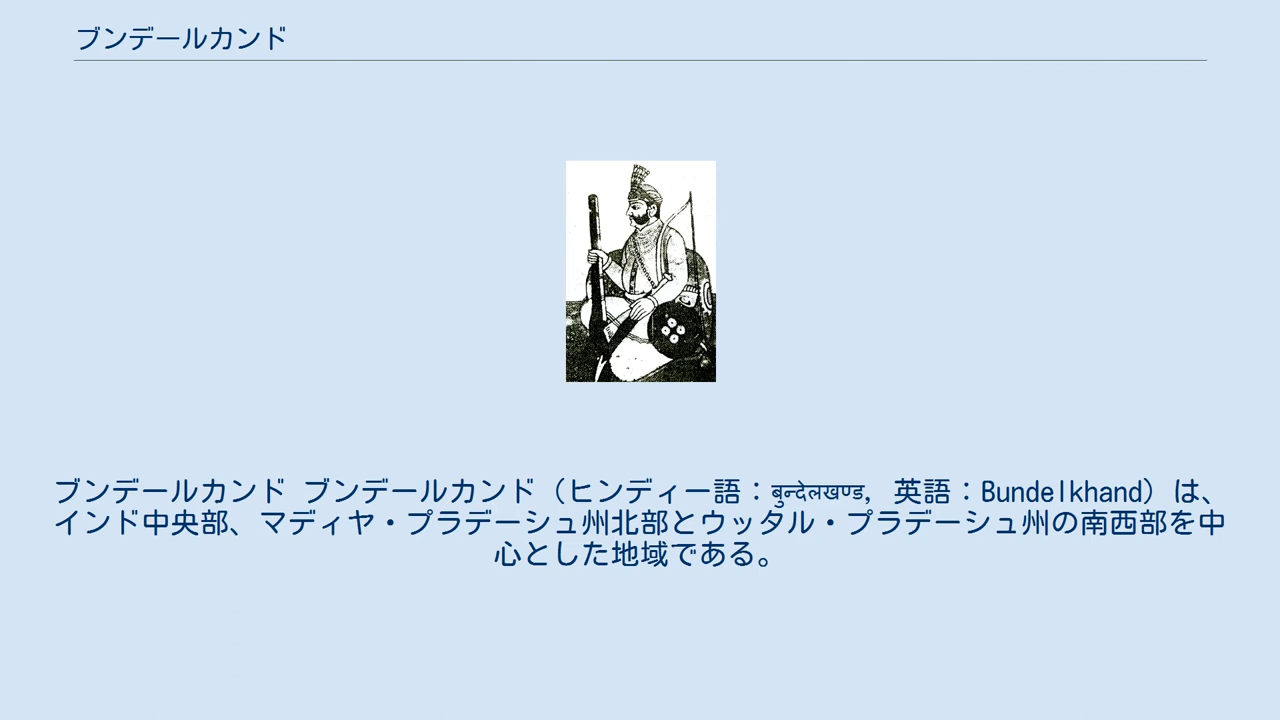 ブンデールカンド
ブンデールカンド ブンデールカンド（ヒンディー語：बुन्देलखण्ड, 英語：Bundelkhand）は、
インド中央部、マディヤ・プラデーシュ州北部とウッタル・プラデーシュ州の南西部を中
心とした地域である。